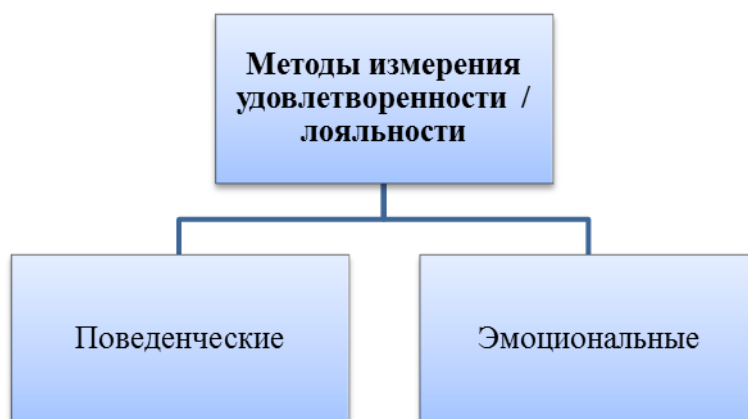 Методы измерения
удовлетворенности /
лояльности
Поведенческие
Эмоциональные